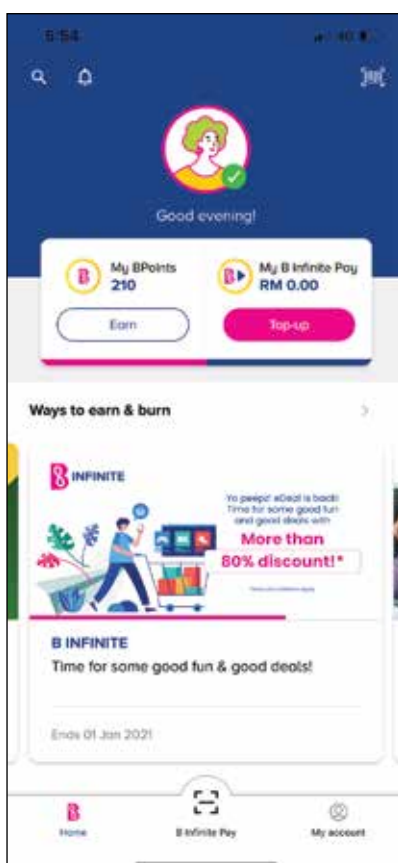 5:54
4G
Good evening!
My BPoints
210
Earn
My B Infinite Pay
RM 0.00
Top-up
Ways to earn & burn
B INFINITE
Yo peeps! eDeal is back!
Time for some good fun
and good deals with
More than
80% discount!*
B INFINITE
Time for some good fun & good deals!
Ends 01 Jan 2021
Home
B Infinite Pay
My account